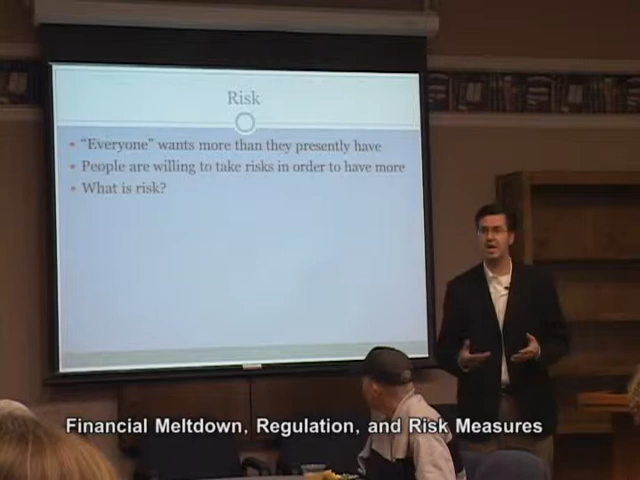 Risk
"Everyone" wants more than they presently have
People are willing to take risks in order to have more
What is risk?
Financial Meltdown, Regulation, and Risk Measures